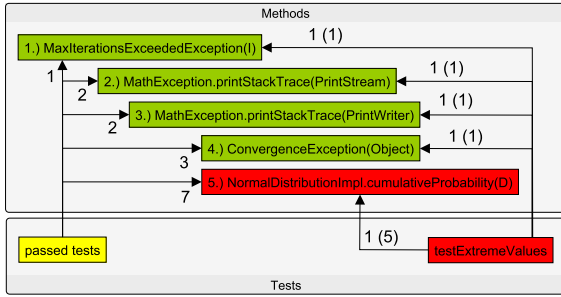 Methods
1.) MaxIterationsExceededException(I)
1 (1)
1
2.) MathException.printStackTrace(PrintStream)
1 (1)
2
3.) MathException.printStackTrace(PrintWriter)
1 (1)
2
4.) ConvergenceException(Object)
1 (1)
3
5.) NormalDistributionImpl.cumulativeProbability(D)
7
1 (5)
passed tests
testExtremeValues
Tests